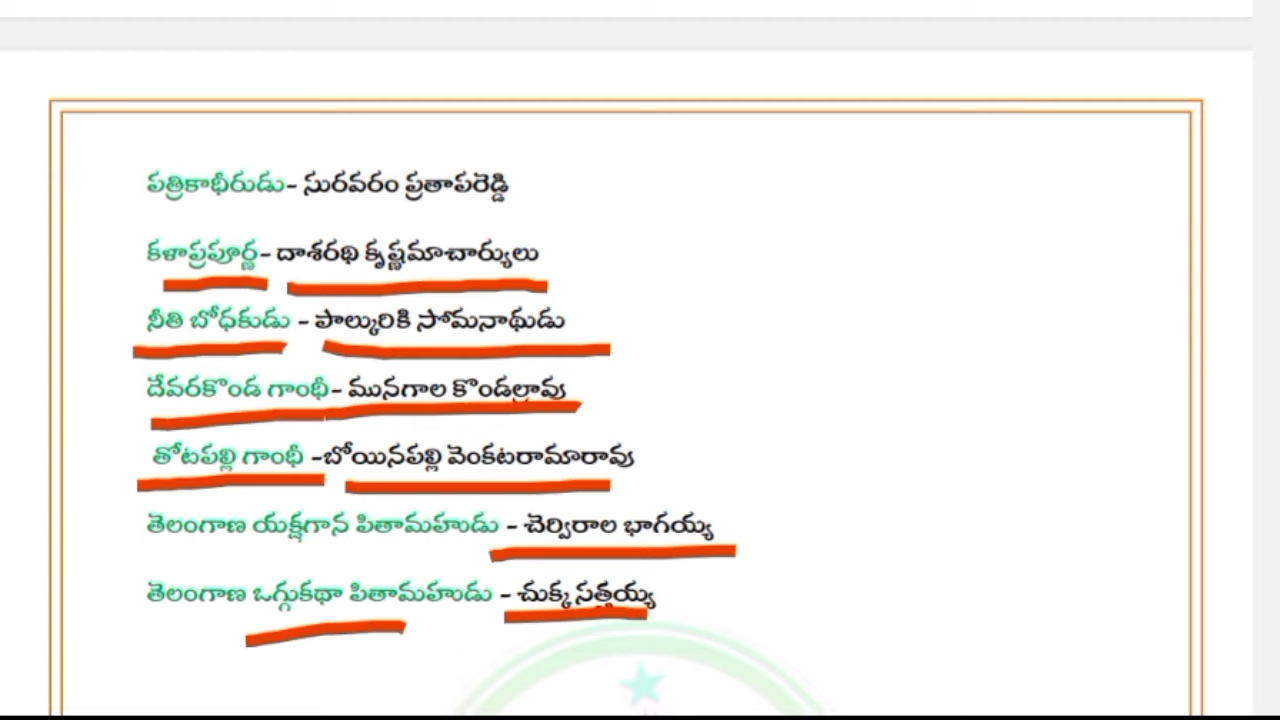 పత్రికాధీరుడు- సురవరం ప్రతాపరెడ్డి
కళాప్రపూర్ణ- దాశరథి కృష్ణమాచార్యులు
నీతి బోధకుడు - పాల్కురికి సోమనాథుడు
దేవరకొండ గాంధీ- మునగాల కొండల్రావు
తోటపల్లి గాంధీ -బోయినపల్లి వెంకటరామారావు
తెలంగాణ యక్షగాన పితామహుడు - చెర్విరాల భాగయ్య
తెలంగాణ ఒగ్గుకథా పితామహుడు - చుక్క సత్తయ్య